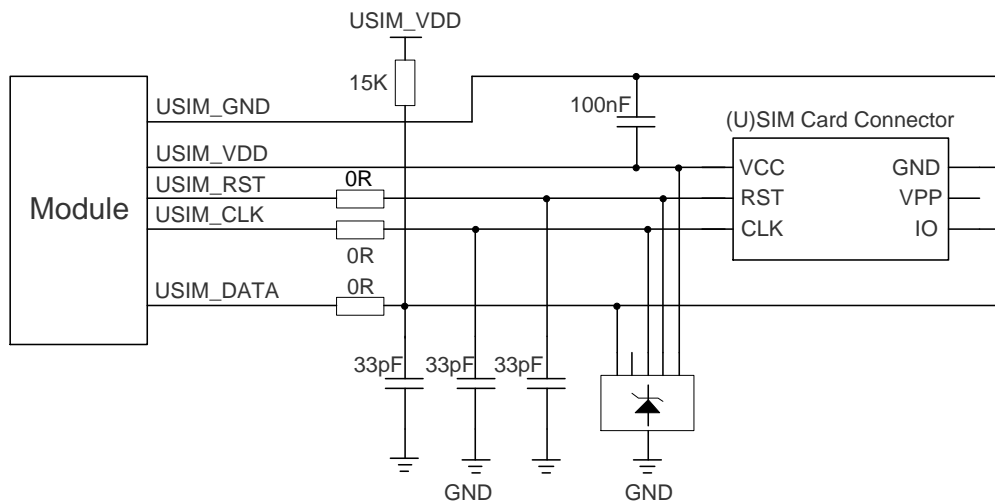 USIM_VDD
15K
USIM_GND
100nF
(U)SIM Card Connector
USIM_VDD
VCC
GND
USIM_RST
0R
RST
VPP
Module
USIM_CLK
CLK
IO
0R
USIM_DATA
0R
33pF
33pF
33pF
GND
GND